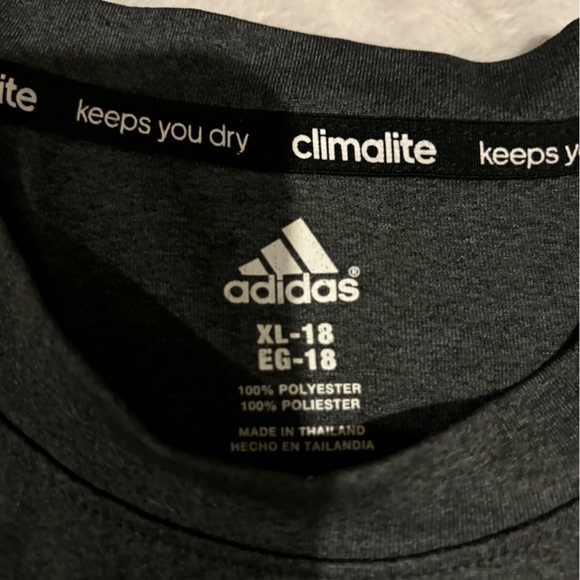 ite keeps you dry climalite keeps y
adidas®
XL-18
EG-18
100% POLYESTER
100% POLIESTER
MADE IN THAILAND
HECHO EN TAILANDIA